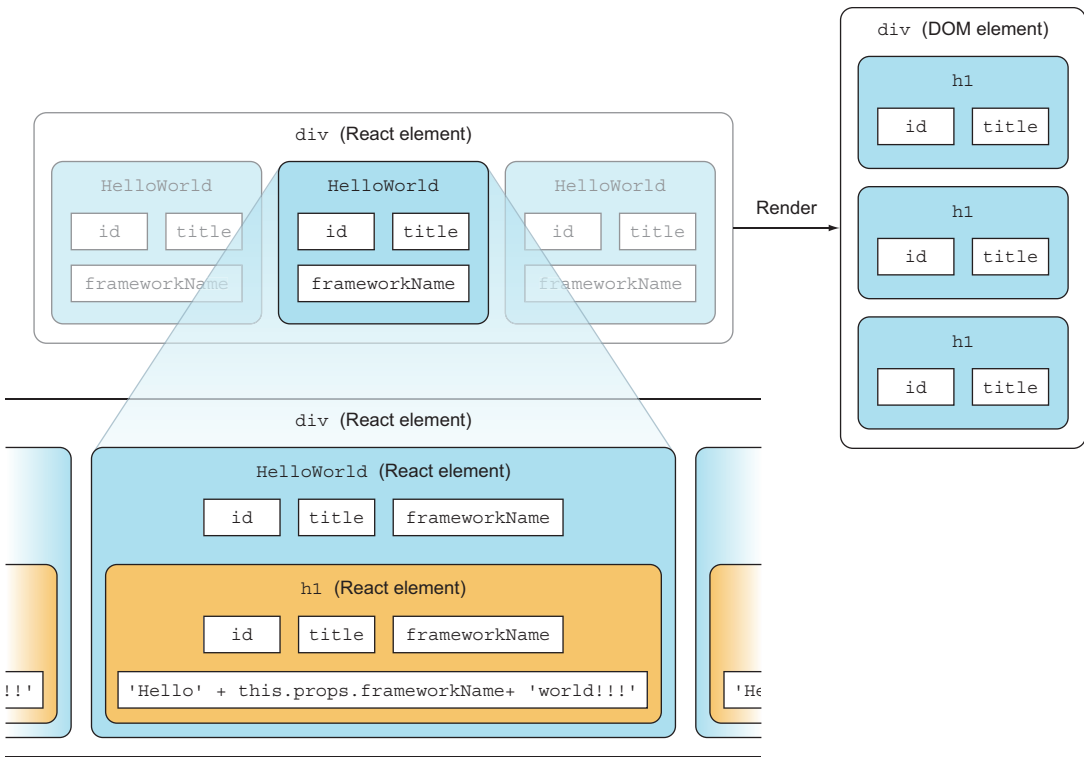 div (DOM element)
h1
id title
h1
id title
h1
id title
div (React element)
HelloWorld HelloWorld HelloWorld
id title id title id title
frameworkName frameworkName frameworkName
Render
div (React element)
HelloWorld (React element)
id title frameworkName
h1 (React element)
id title frameworkName
!!' 'Hello' + this.props.frameworkName+ 'world!!!' 'He